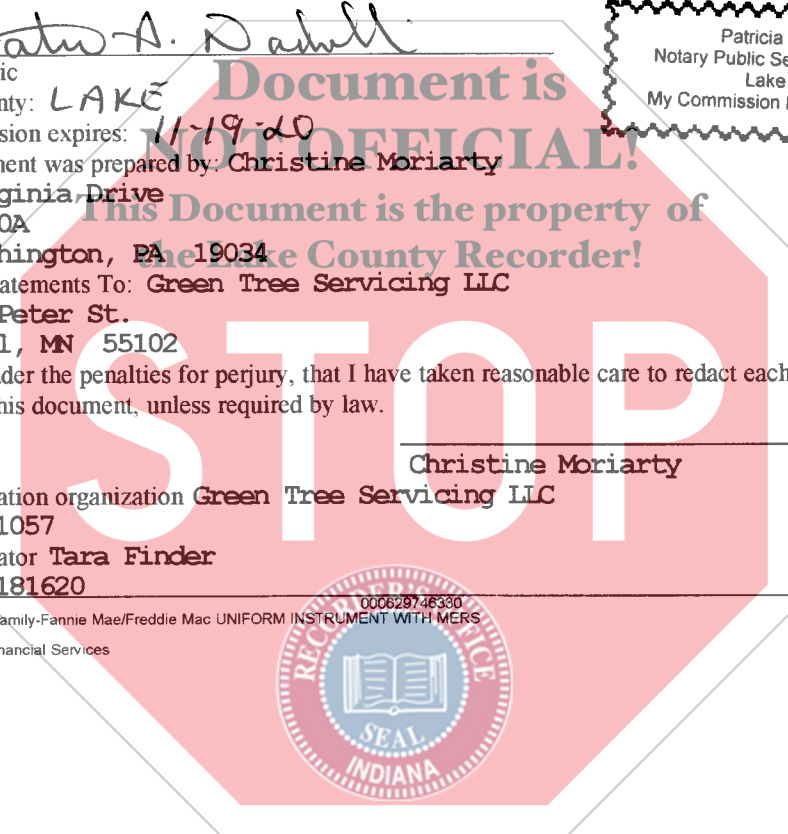 A.
Patricia
Notary Public Se
Lake
My Commission
ic
nty: LAKE
sion expires: 11-19-20
Document is
NOT OFFICIAL!
This Document is the property of
the Lake County Recorder!
ment was prepared by: Christine Moriarty
ginia Drive
0A
hington, PA 19034
atements To: Green Tree Servicing LLC
Peter St.
l, MN 55102
der the penalties for perjury, that I have taken reasonable care to redact each
his document, unless required by law.
STOP
Christine Moriarty
ation organization Green Tree Servicing LLC
1057
ator Tara Finder
181620
000629746330
amily-Fannie Mae/Freddie Mac UNIFORM INSTRUMENT WITH MERS
nancial Services
RECORDER'S OFFICE
SEAL
INDIANA